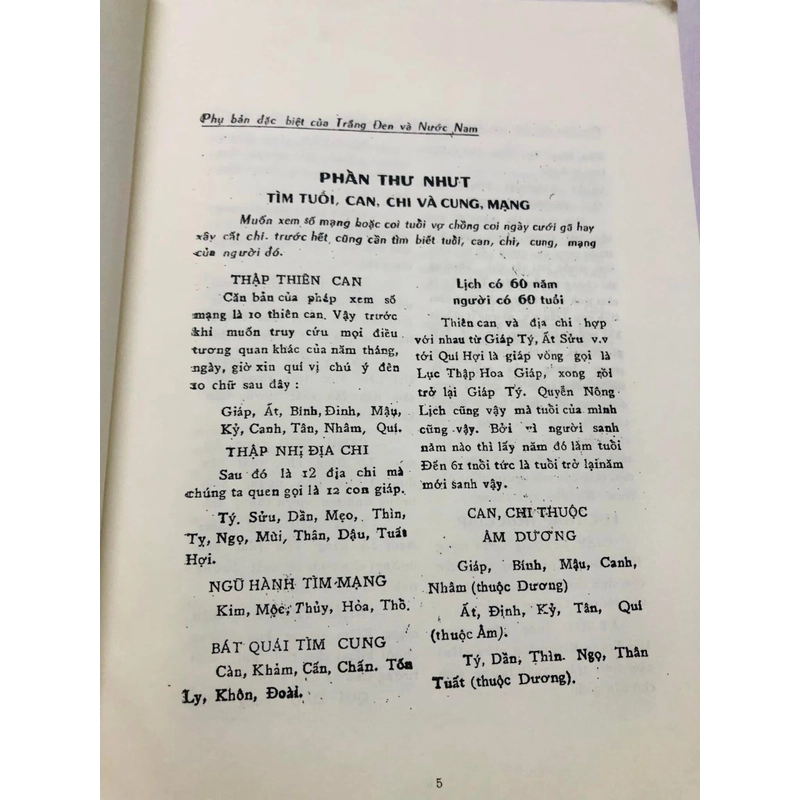 Phụ bản đặc biệt của Trắng Đen và Nước Nam
PHẦN THƯ NHƯT
TÌM TUỔI, CAN, CHI VÀ CUNG, MẠNG
Muốn xem số mạng hoặc coi tuổi vợ chồng coi ngày cưới gã hay
xây cất chi. trước hết cũng cần tìm biết tuổi, can, chi, cung, mạng
của người đó.
THẬP THIÊN CAN
Căn bản của phép xem số
mạng là 10 thiên can. Vậy trước
khi muốn truy cứu mọi điều
tương quan khác của năm tháng,
ngày, giờ xin quí vị chú ý đến
10 chữ sau đây :
Giáp, Ất, Bính, Đinh, Mậu,
Kỷ, Canh, Tân, Nhâm, Quí.
THẬP NHỊ ĐỊA CHI
Sau đó là 12 địa chi mà
chúng ta quen gọi là 12 con giáp.
Tý. Sửu, Dần, Mẹo, Thìn,
Tỵ, Ngọ, Mùi, Thân, Dậu, Tuất
Hợi.
NGŨ HÀNH TÌM MẠNG
Kim, Mộc, Thủy, Hỏa, Thổ.
BÁT QUÁI TÌM CUNG
Càn, Khảm, Cấn, Chấn. Tốn
Ly, Khôn, Đoài.
Lịch có 60 năm
người có 60 tuổi
Thiên can và địa chi hợp
với nhau từ Giáp Tý, Ất Sửu v.v
tới Quí Hợi là giáp vòng gọi là
Lục Thập Hoa Giáp, xong rồi
trở lại Giáp Tý. Quyển Nông
Lịch cũng vậy mà tuổi của mình
cũng vậy. Bởi vì người sanh
năm nào thì lấy năm đó làm tuổi
Đến 61 tuổi tức là tuổi trở lại năm
mới sanh vậy.
CAN, CHI THUỘC
ÂM DƯƠNG
Giáp, Bính, Mậu, Canh,
Nhâm (thuộc Dương)
Ất, Định, Kỷ, Tân, Quí
(thuộc Âm).
Tý, Dần, Thìn. Ngọ, Thân
Tuất (thuộc Dương).
5